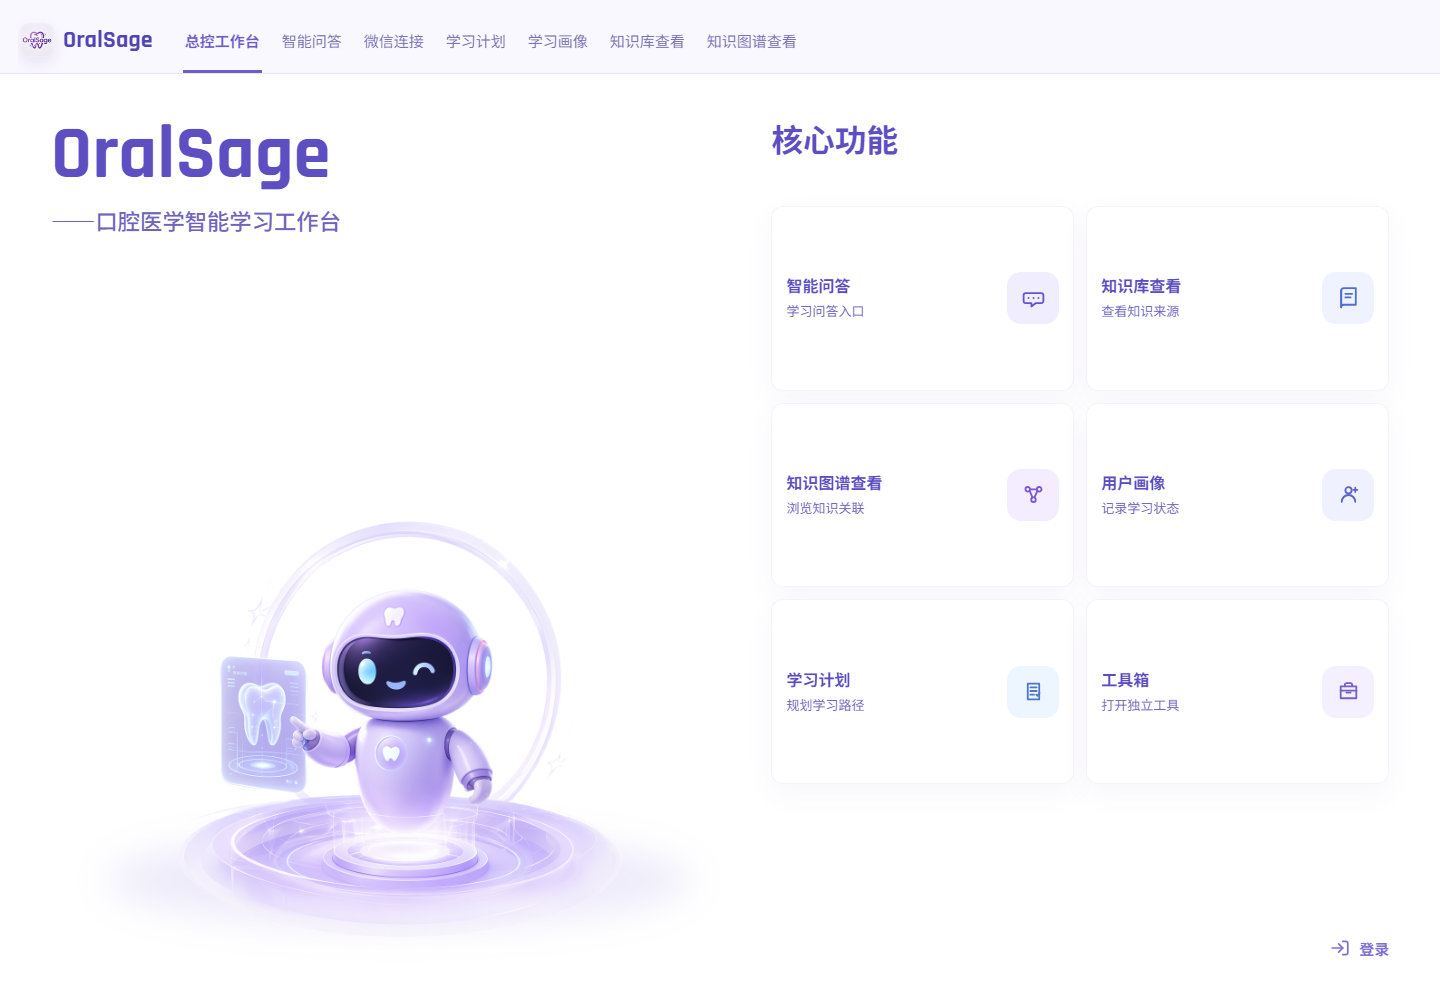 OralSage OralSage 总控工作台 智能问答 微信连接 学习计划 学习画像 知识库查看 知识图谱查看
OralSage
——口腔医学智能学习工作台
核心功能
智能问答
学习问答入口
知识库查看
查看知识来源
知识图谱查看
浏览知识关联
用户画像
记录学习状态
学习计划
规划学习路径
工具箱
打开独立工具
登录